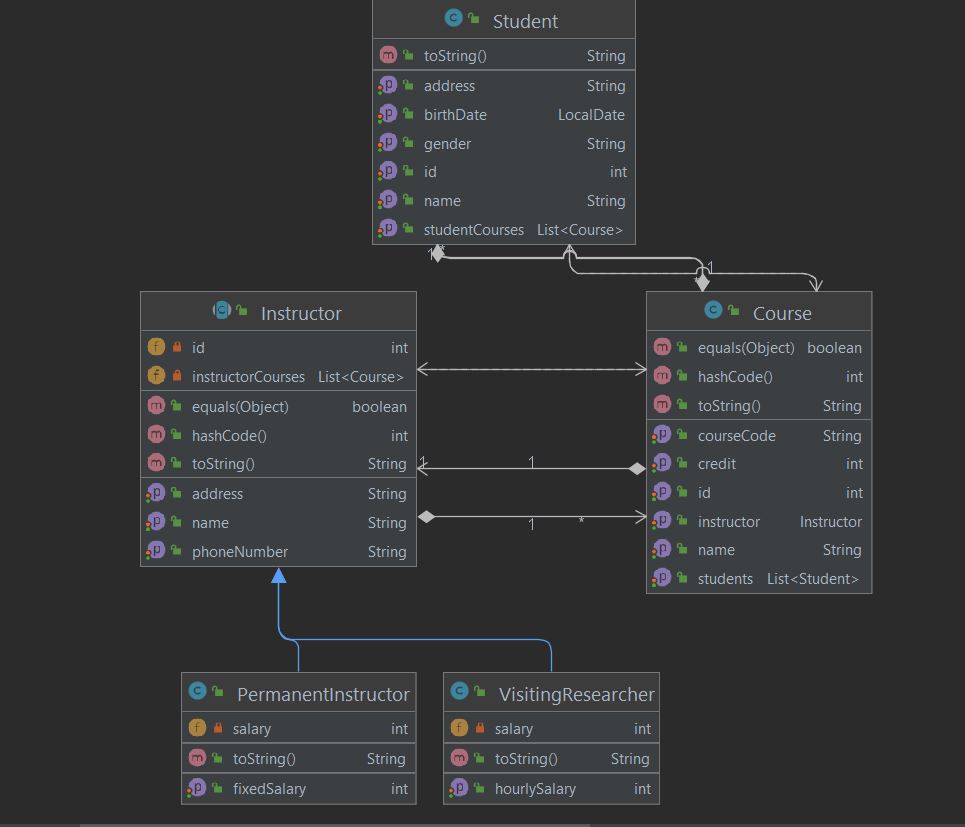 Student
toString() String
address String
birthDate LocalDate
gender String
id int
name String
studentCourses List<Course>
1 *
1
*
Instructor
id int
instructorCourses List<Course>
equals(Object) boolean
hashCode() int
toString() String
address String
name String
phoneNumber String
1 1
1 *
Course
equals(Object) boolean
hashCode() int
toString() String
courseCode String
credit int
id int
instructor Instructor
name String
students List<Student>
PermanentInstructor
salary int
toString() String
fixedSalary int
VisitingResearcher
salary int
toString() String
hourlySalary int